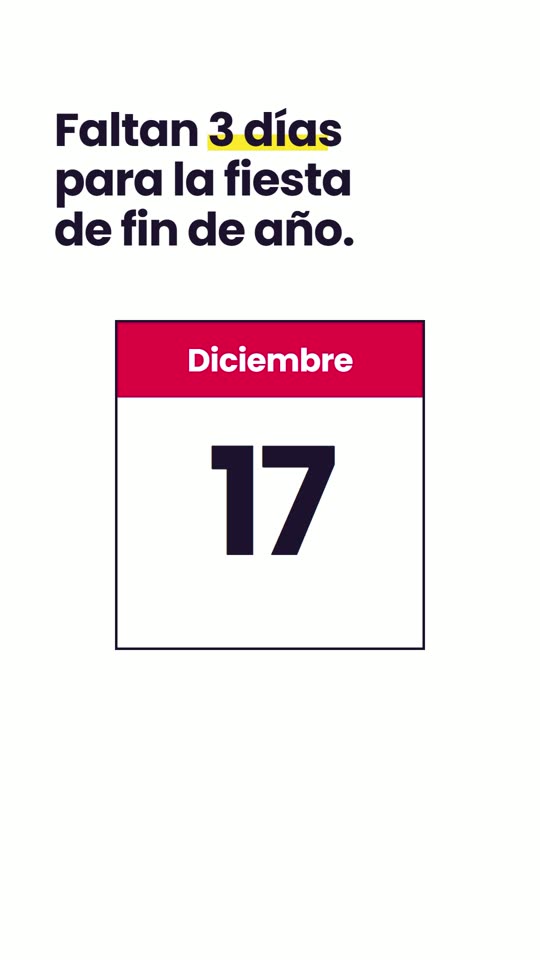 Faltan 3 días
para la fiesta
de fin de año.
Diciembre
17